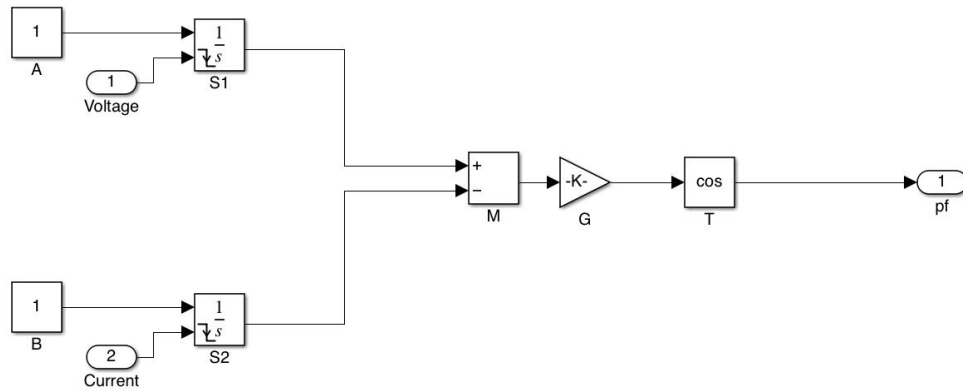 1
A
1
Voltage
1
s
S1
+
−
M
-K-
G
cos
T
1
pf
1
B
2
Current
1
s
S2